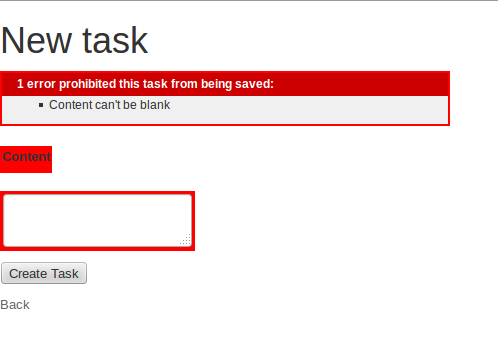 New task
1 error prohibited this task from being saved:
Content can't be blank
Content
Create Task
Back